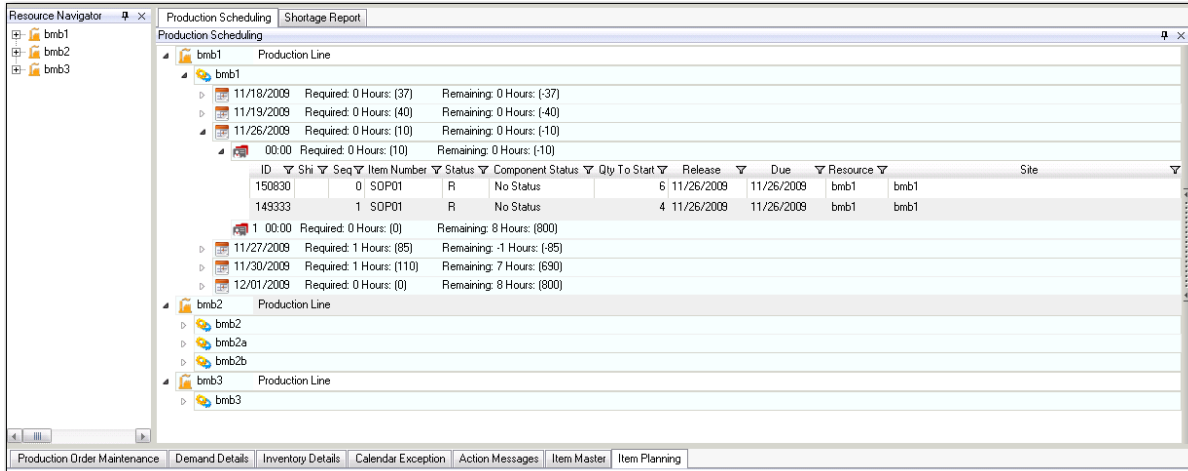 Resource Navigator
bmb1
bmb2
bmb3
Production Scheduling Shortage Report
Production Scheduling
bmb1 Production Line
bmb1
11/18/2009 Required: 0 Hours: (37) Remaining: 0 Hours: (-37)
11/19/2009 Required: 0 Hours: (40) Remaining: 0 Hours: (-40)
11/26/2009 Required: 0 Hours: (10) Remaining: 0 Hours: (-10)
00:00 Required: 0 Hours: (10) Remaining: 0 Hours: (-10)
ID Shi Seq Item Number Status Component Status Qty To Start Release Due Resource Site
150830 0 SOP01 R No Status 6 11/26/2009 11/26/2009 bmb1 bmb1
149333 1 SOP01 R No Status 4 11/26/2009 11/26/2009 bmb1 bmb1
1 00:00 Required: 0 Hours: (0) Remaining: 8 Hours: (800)
11/27/2009 Required: 1 Hours: (85) Remaining: -1 Hours: (-85)
11/30/2009 Required: 1 Hours: (110) Remaining: 7 Hours: (690)
12/01/2009 Required: 0 Hours: (0) Remaining: 8 Hours: (800)
bmb2 Production Line
bmb2
bmb2a
bmb2b
bmb3 Production Line
bmb3
Production Order Maintenance Demand Details Inventory Details Calendar Exception Action Messages Item Master Item Planning